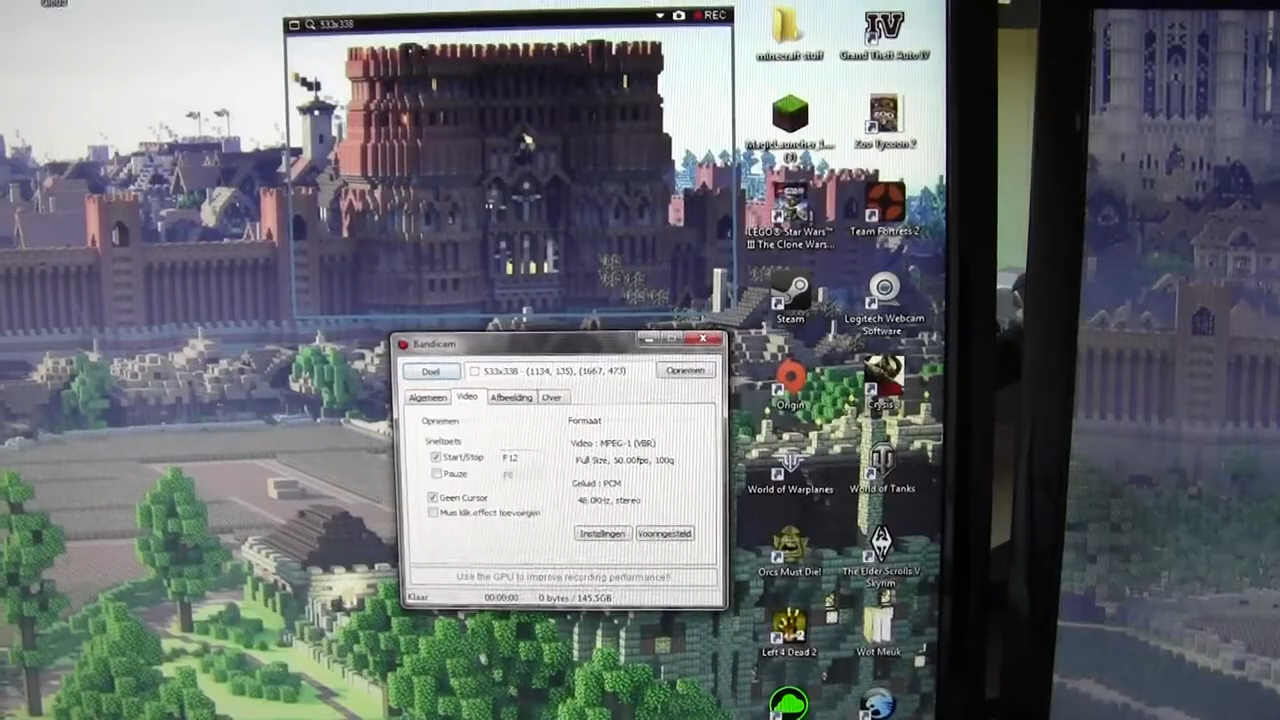 533x338
REC
minecraft stuff
Grand Theft Auto IV
MagicLauncher_1....
(3)
Zoo Tycoon 2
LEGO® Star Wars™
III The Clone Wars...
Team Fortress 2
Steam
Logitech Webcam
Software
Origin
Crysis 3
World of Warplanes
World of Tanks
Orcs Must Die!
The Elder Scrolls V
Skyrim
Left 4 Dead 2
Wot Meuk
Bandicam
Doel
533x338 - (1134, 135), (1667, 473)
Opnemen
Algemeen
Video
Afbeelding
Over
Opnemen
Sneltoets
Start/Stop
F12
Pauze
Geen Cursor
Muis klik effect toevoegen
Formaat
Video : MPEG-1 (VBR)
Full Size, 50.00fps, 100q
Geluid : PCM
48.0KHz, stereo
Instellingen
Vooringesteld
Use the GPU to improve recording performance!!
Klaar
00:00:00
0 bytes / 145.5GB